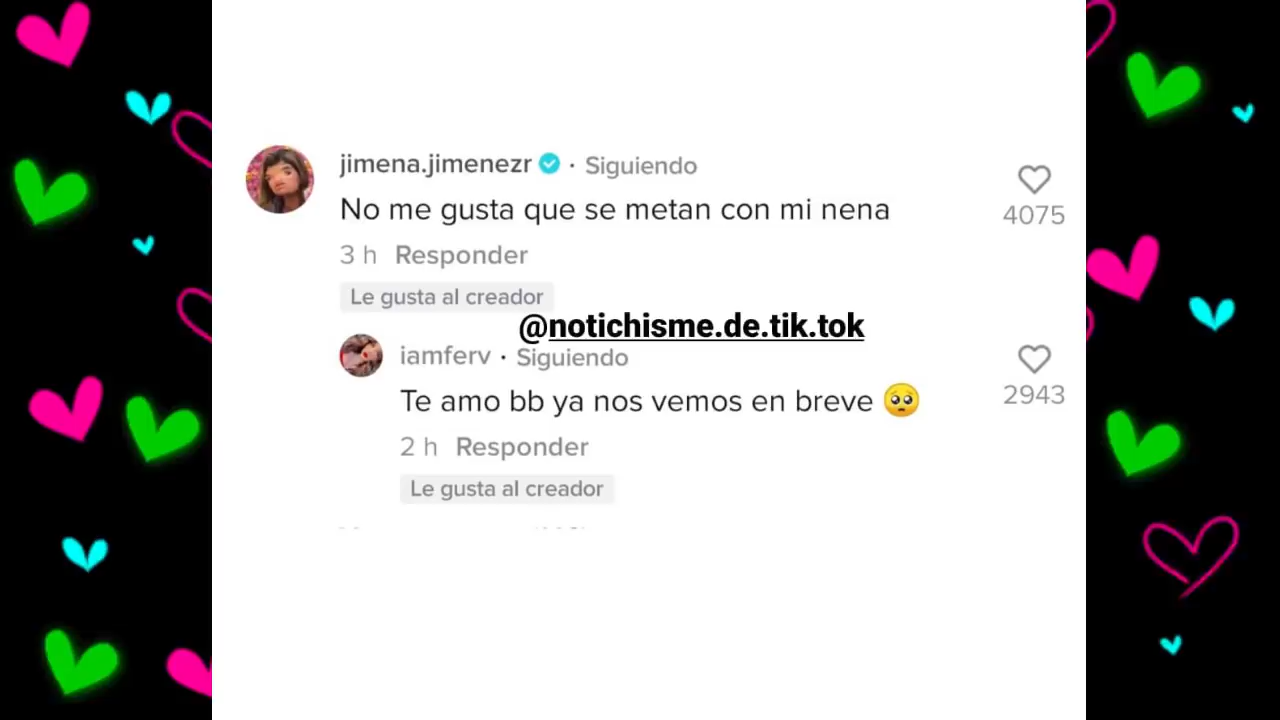 jimena.jimenezr · Siguiendo
No me gusta que se metan con mi nena
4075
3 h Responder
Le gusta al creador
@notichisme.de.tik.tok
iamferv · Siguiendo
Te amo bb ya nos vemos en breve 🥺
2943
2 h Responder
Le gusta al creador